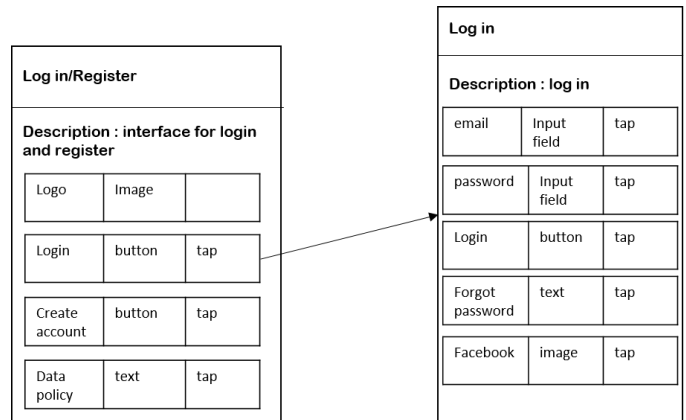 Log in/Register
Description : interface for login
and register
Logo Image
Login button tap
Create
account button tap
Data
policy text tap
Log in
Description : log in
email Input
field tap
password Input
field tap
Login button tap
Forgot
password text tap
Facebook image tap